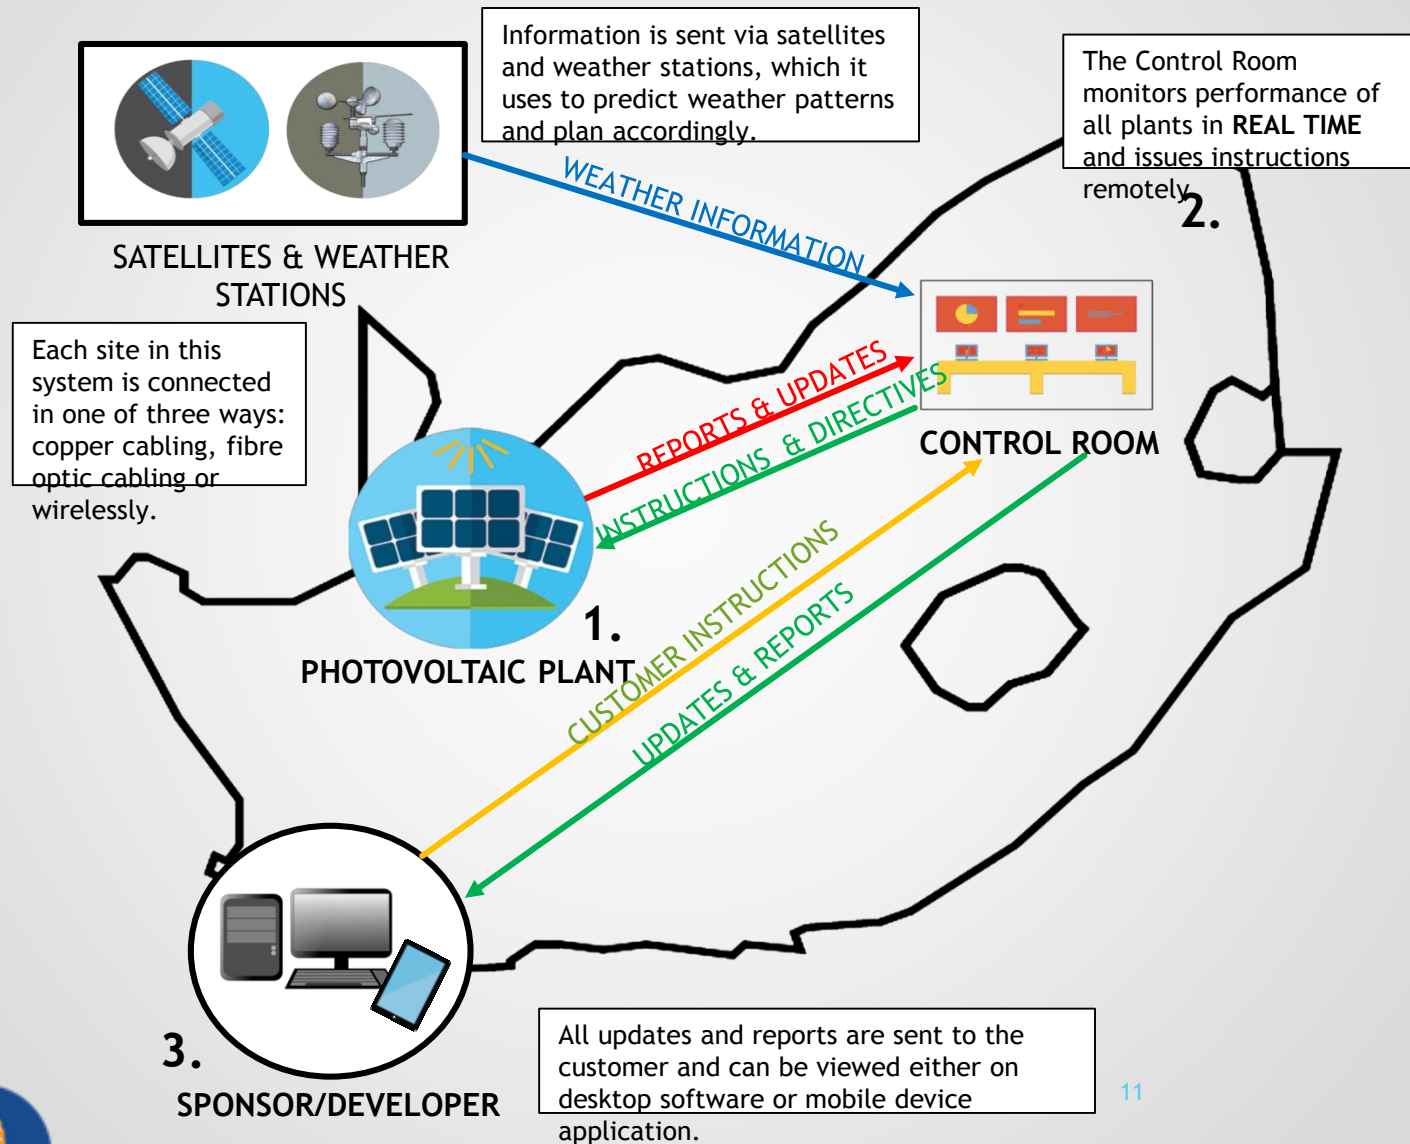 Information is sent via satellites
and weather stations, which it
uses to predict weather patterns
and plan accordingly.
The Control Room
monitors performance of
all plants in REAL TIME
and issues instructions
remotely
2.
WEATHER INFORMATION
SATELLITES & WEATHER
STATIONS
Each site in this
system is connected
in one of three ways:
copper cabling, fibre
optic cabling or
wirelessly.
REPORTS & UPDATES
INSTRUCTIONS & DIRECTIVES
CONTROL ROOM
1.
PHOTOVOLTAIC PLANT
CUSTOMER INSTRUCTIONS
UPDATES & REPORTS
3.
SPONSOR/DEVELOPER
All updates and reports are sent to the
customer and can be viewed either on
desktop software or mobile device
application.
11